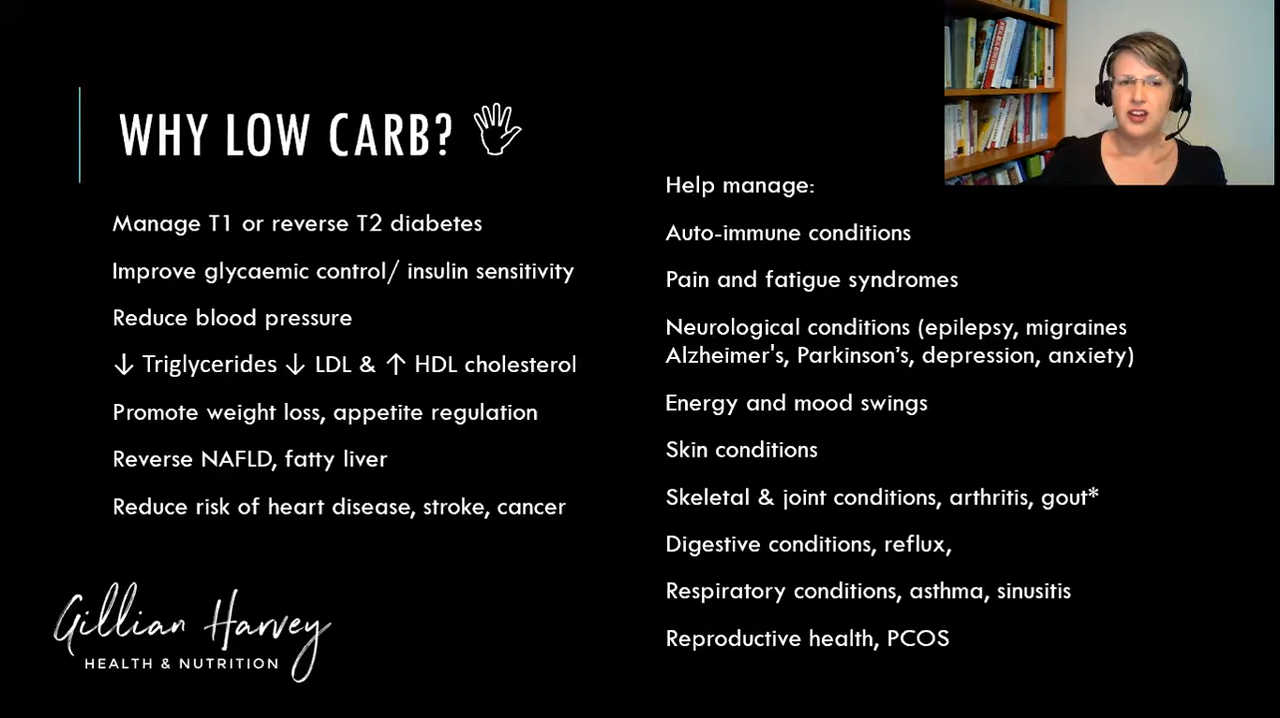 WHY LOW CARB?
Manage T1 or reverse T2 diabetes
Improve glycaemic control/ insulin sensitivity
Reduce blood pressure
↓ Triglycerides ↓ LDL & ↑ HDL cholesterol
Promote weight loss, appetite regulation
Reverse NAFLD, fatty liver
Reduce risk of heart disease, stroke, cancer
Help manage:
Auto-immune conditions
Pain and fatigue syndromes
Neurological conditions (epilepsy, migraines
Alzheimer's, Parkinson’s, depression, anxiety)
Energy and mood swings
Skin conditions
Skeletal & joint conditions, arthritis, gout*
Digestive conditions, reflux,
Respiratory conditions, asthma, sinusitis
Reproductive health, PCOS
Gillian Harvey
HEALTH & NUTRITION